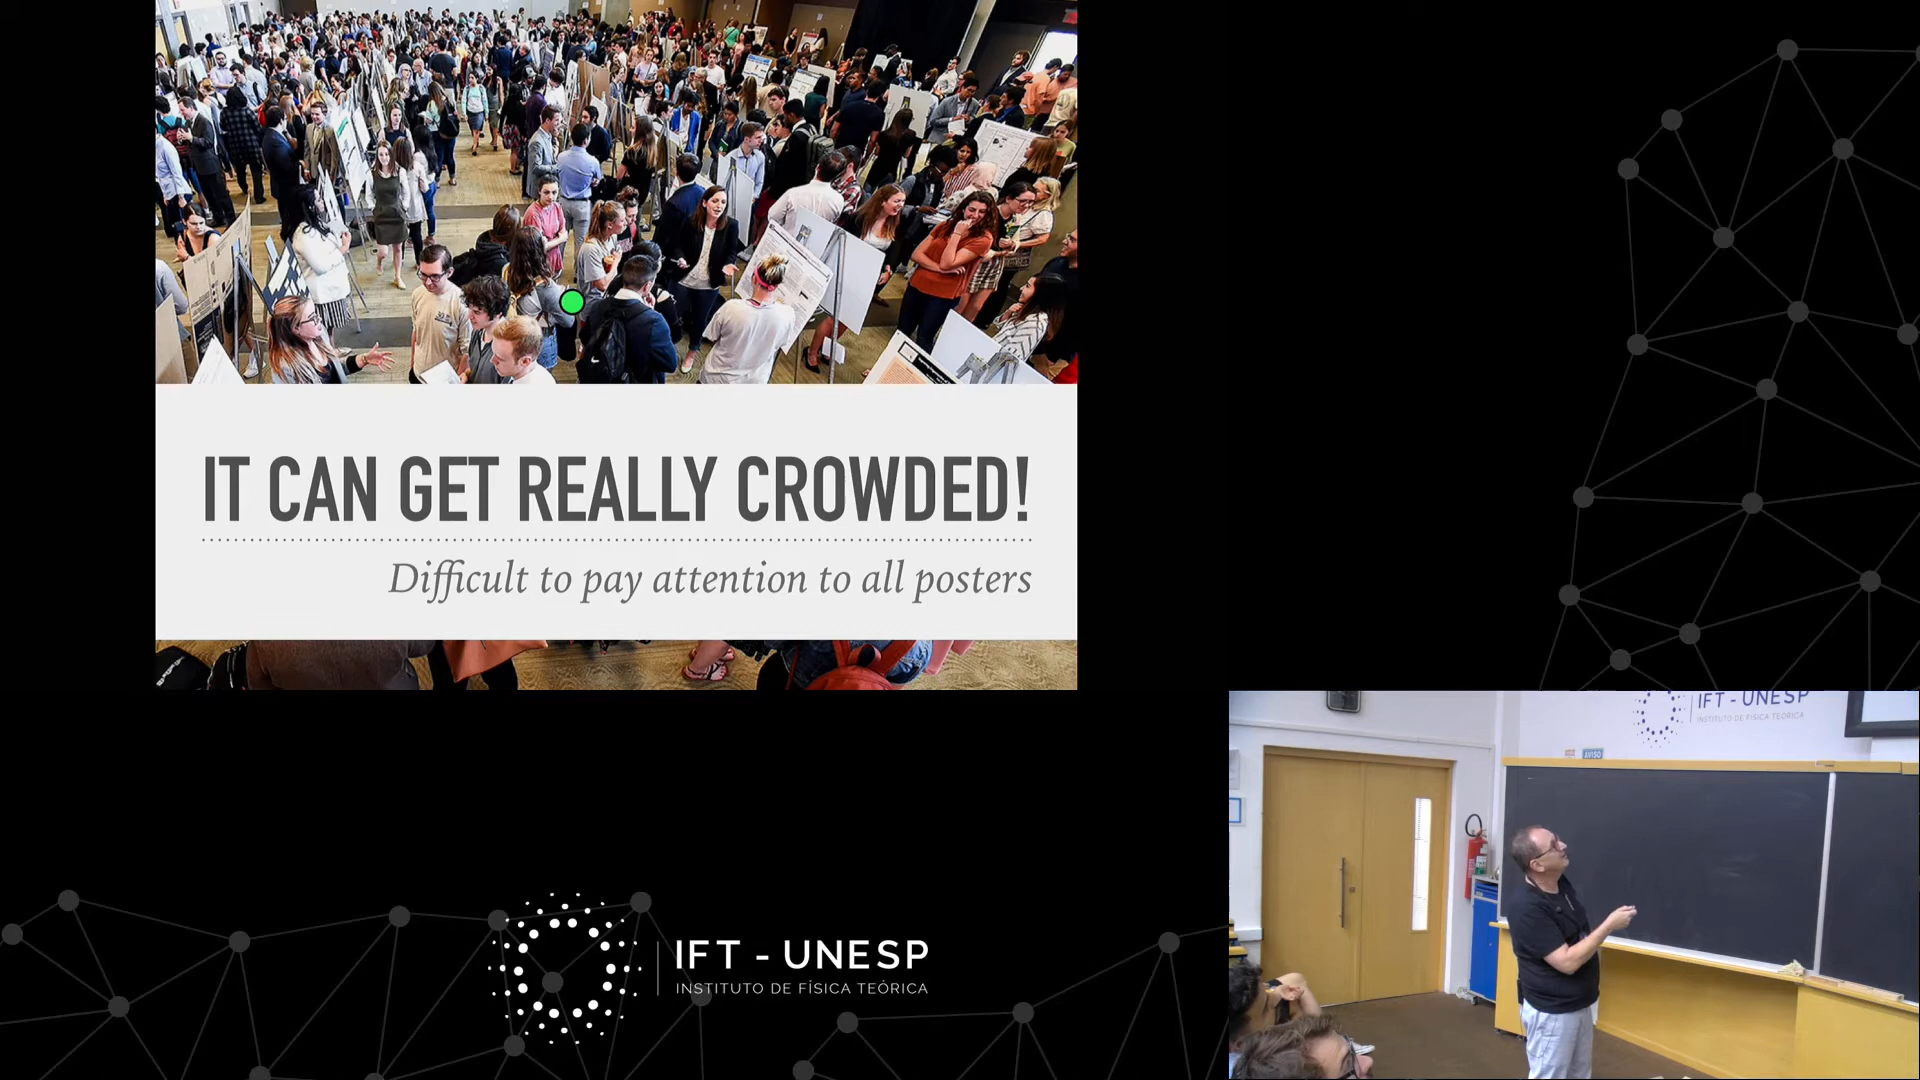 IT CAN GET REALLY CROWDED!
Difficult to pay attention to all posters
IFT - UNESP
INSTITUTO DE FÍSICA TEÓRICA
AVISO
IFT - UNESP
INSTITUTO DE FÍSICA TEÓRICA